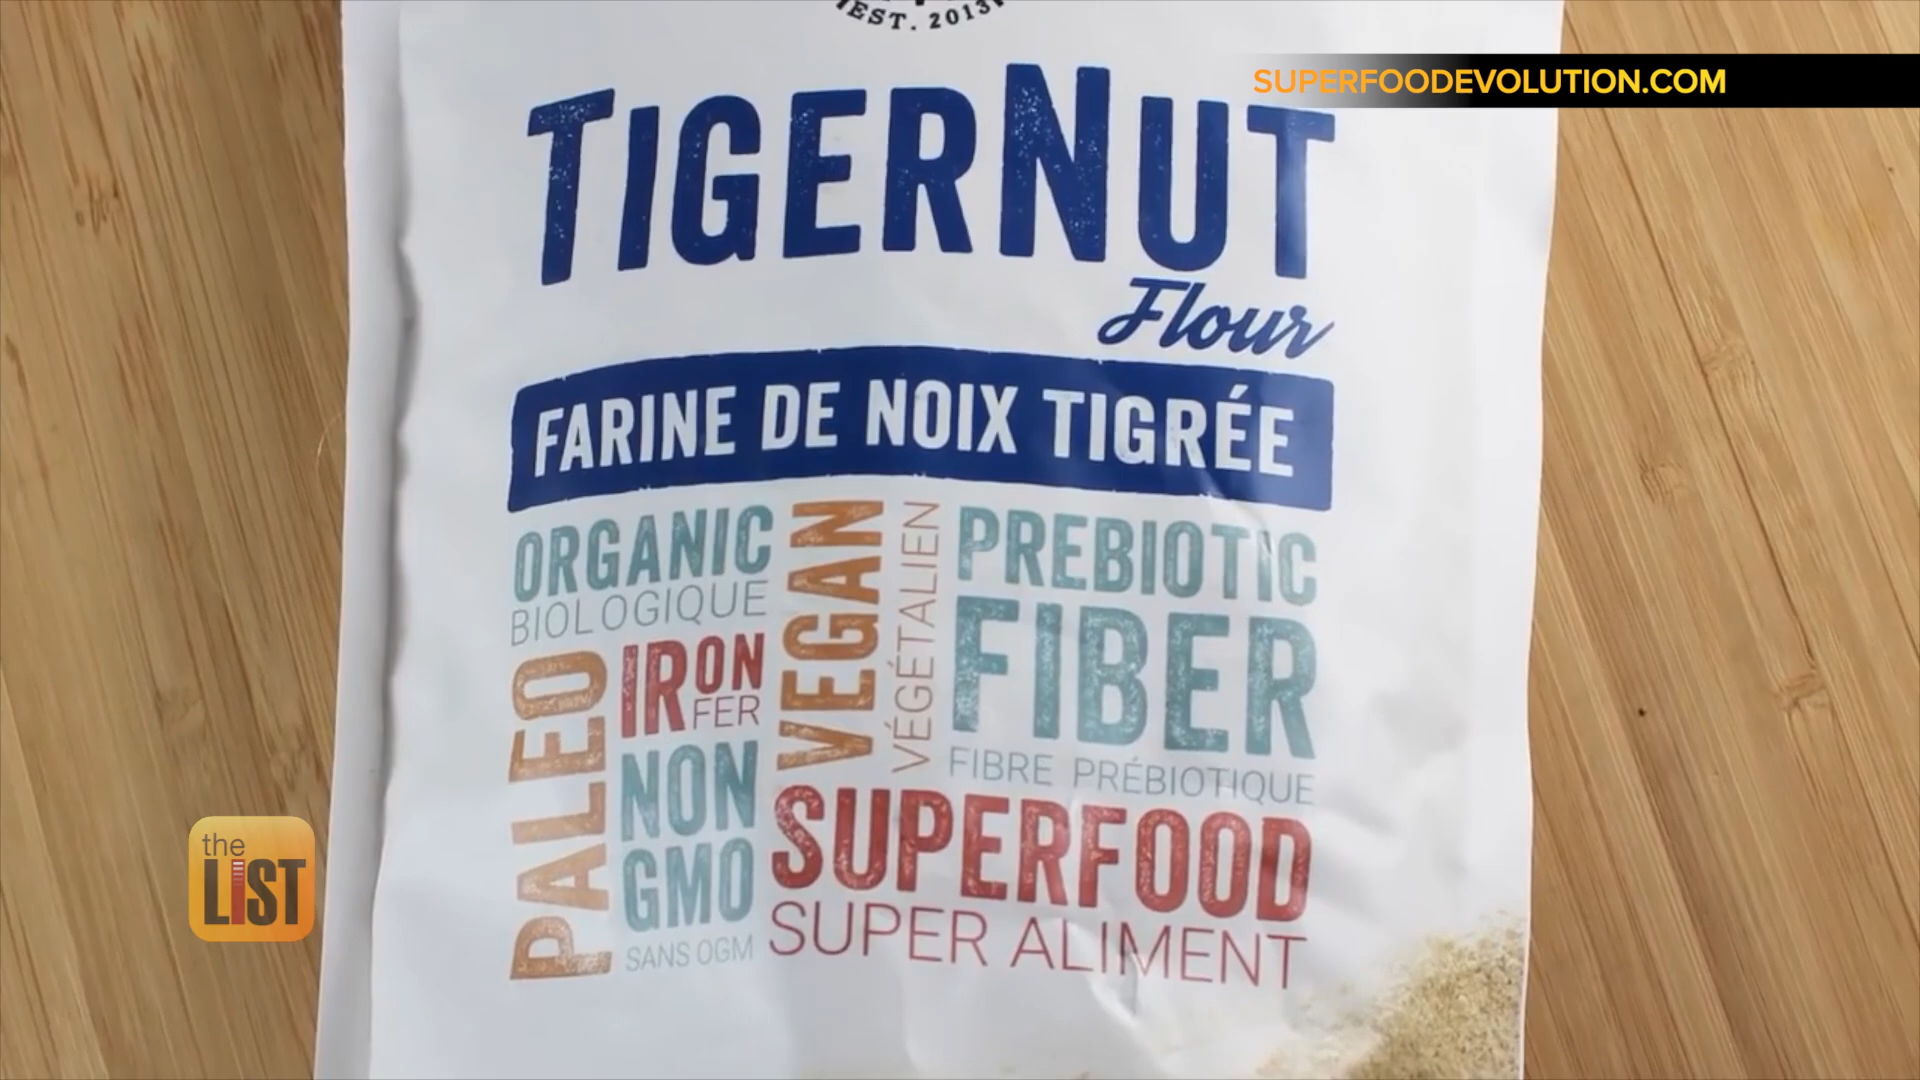 EST. 2013
SUPERFOODEVOLUTION.COM
TIGERNUT
Flour
FARINE DE NOIX TIGRÉE
ORGANIC
BIOLOGIQUE
PALEO
IRON
FER
NON
GMO
SANS OGM
VEGAN
VÉGÉTALIEN
PREBIOTIC
FIBER
FIBRE PRÉBIOTIQUE
SUPERFOOD
SUPER ALIMENT
the
LIST